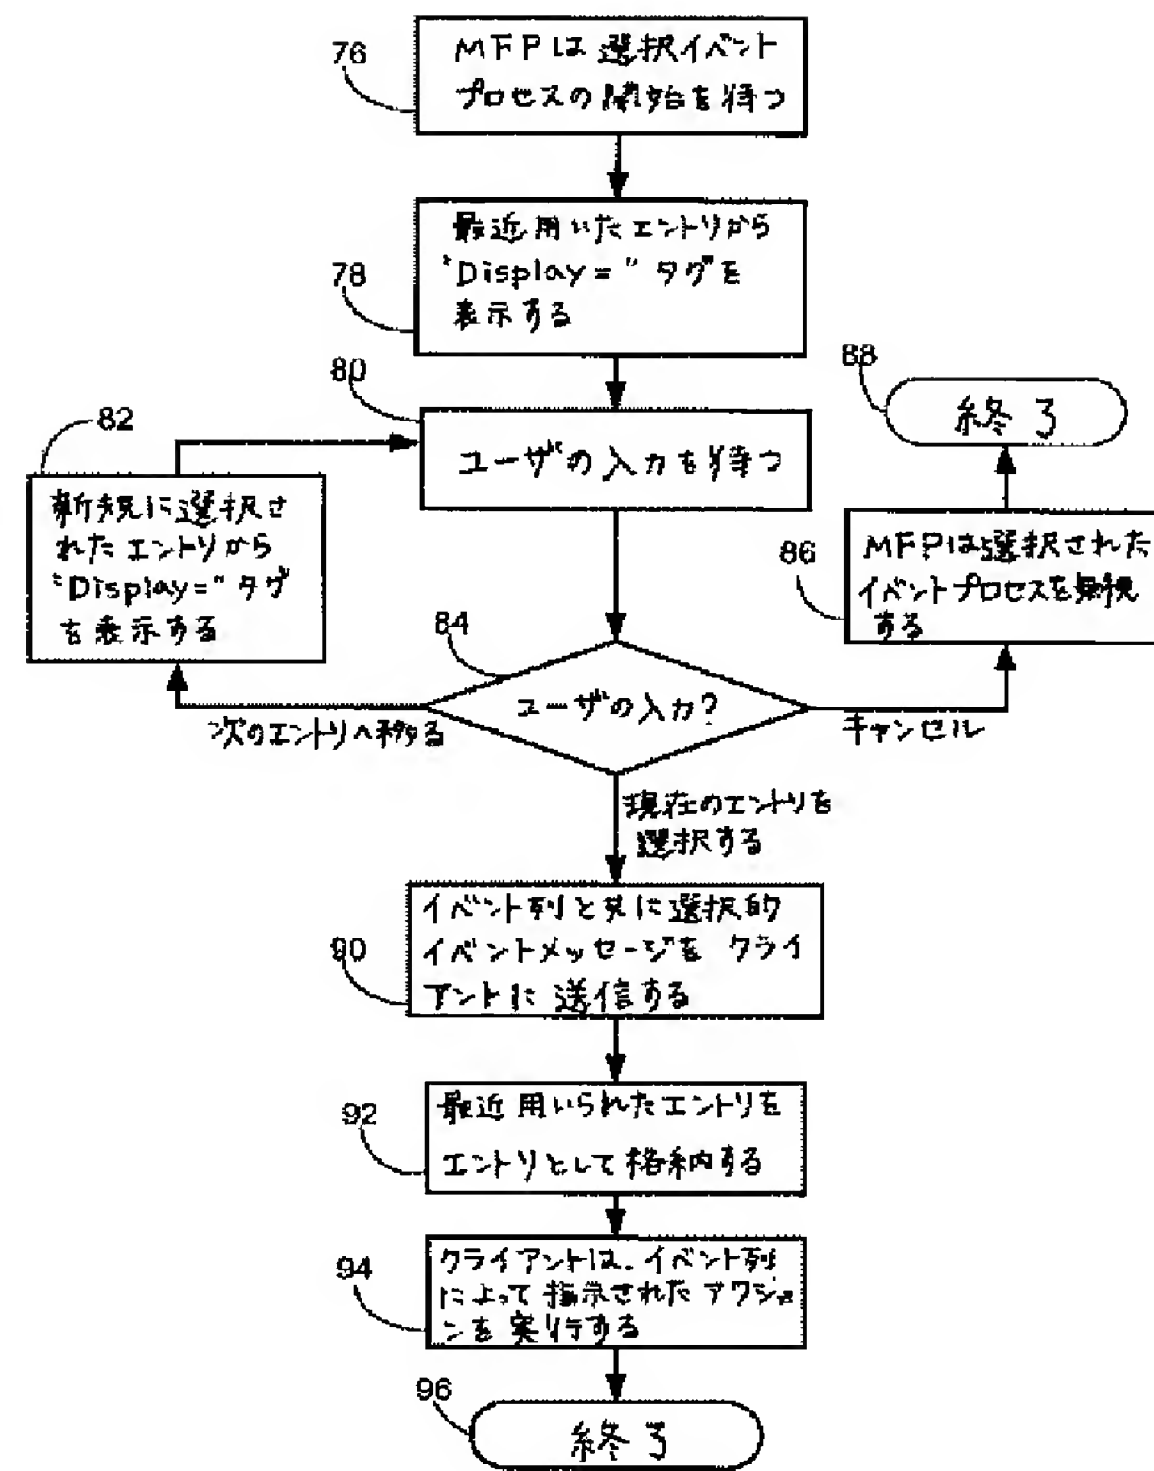 76
MFPは選択イベント
プロセスの開始を待つ
78
最近用いたエントリから
"Display="タグを
表示する
80
ユーザの入力を待つ
82
新規に選択さ
れたエントリから
"Display="タグ
を表示する
84
ユーザの入力?
次のエントリへ移する
キャンセル
86
MFPは選択された
イベントプロセスを無視
する
88
終了
現在のエントリを
選択する
90
イベント列と共に選択的
イベントメッセージをクライ
アントに送信する
92
最近用いられたエントリを
エントリとして格納する
94
クライアントは、イベント列
によって指示されたアクショ
ンを実行する
96
終了